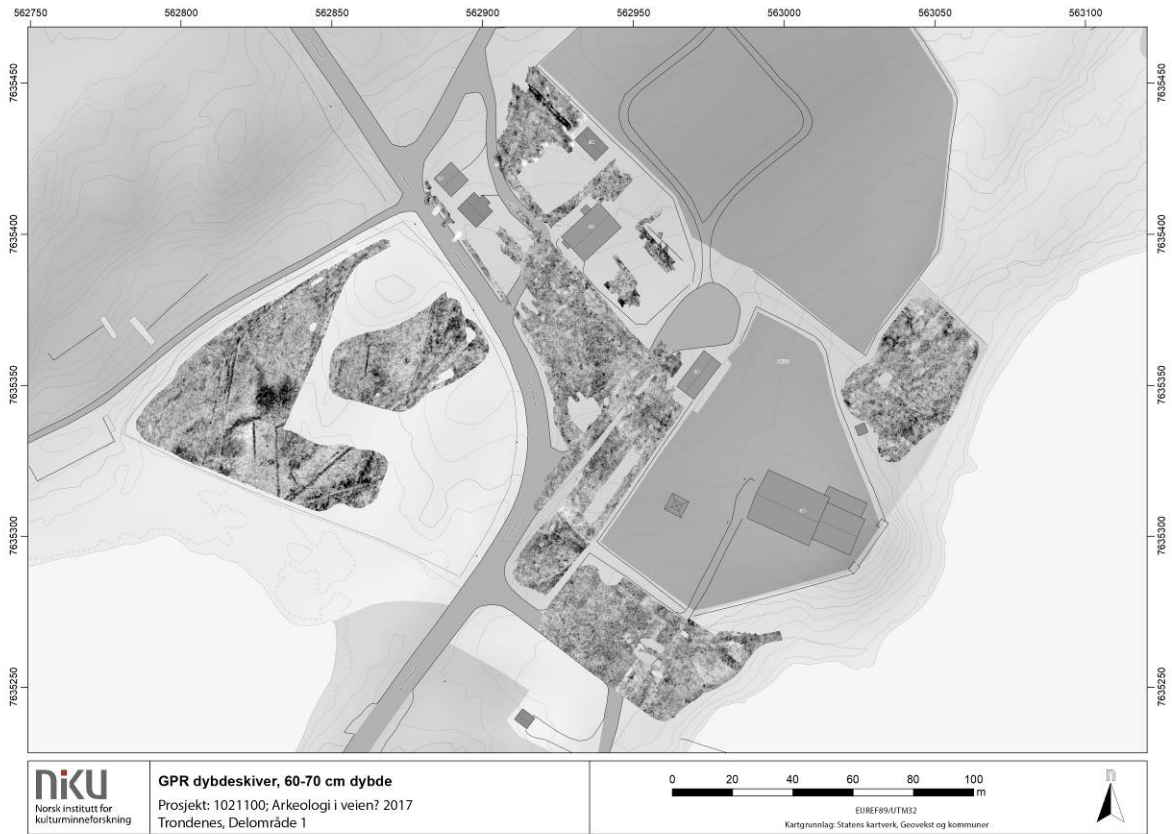 562750 562800 562850 562900 562950 563000 563050 563100
7635450 7635450
7635400 7635400
7635350 7635350
7635300 7635300
7635250 7635250
niku
Norsk institutt for
kulturminneforskning
GPR dybdeskiver, 60-70 cm dybde
Prosjekt: 1021100; Arkeologi i veien? 2017
Trondenes, Delområde 1
0 20 40 60 80 100
m
EUREF89/UTM32
Kartgrunnlag: Statens kartverk, Geovekst og kommuner
n